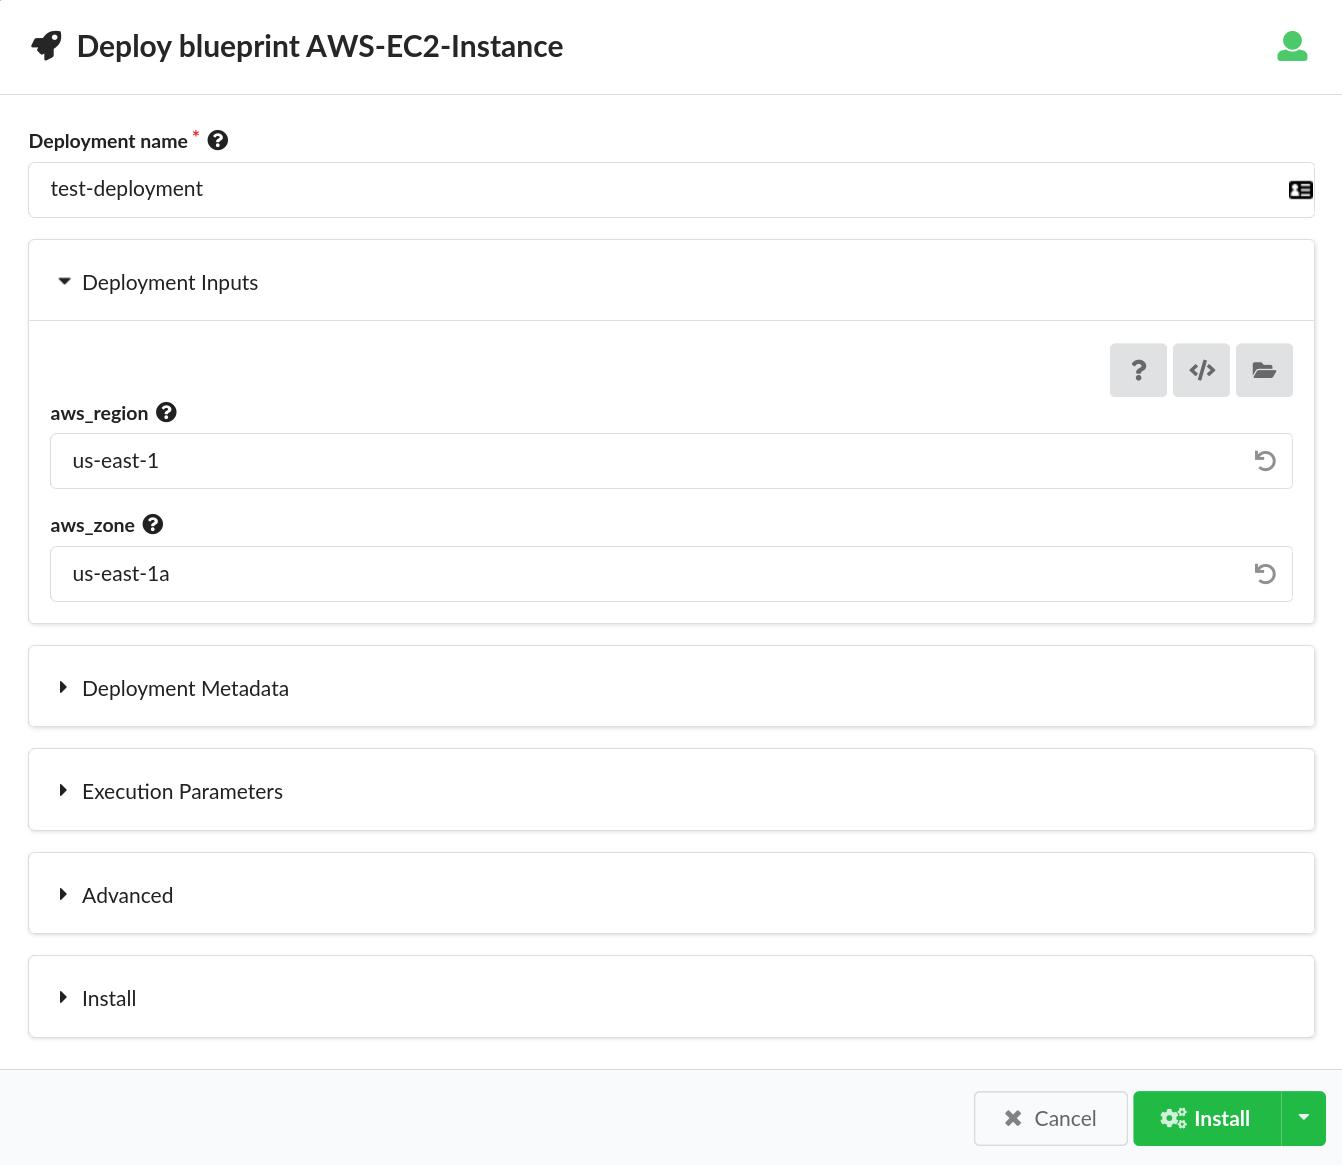 Deploy blueprint AWS-EC2-Instance
Deployment name *
test-deployment
Deployment Inputs
aws_region
us-east-1
aws_zone
us-east-1a
Deployment Metadata
Execution Parameters
Advanced
Install
Cancel
Install